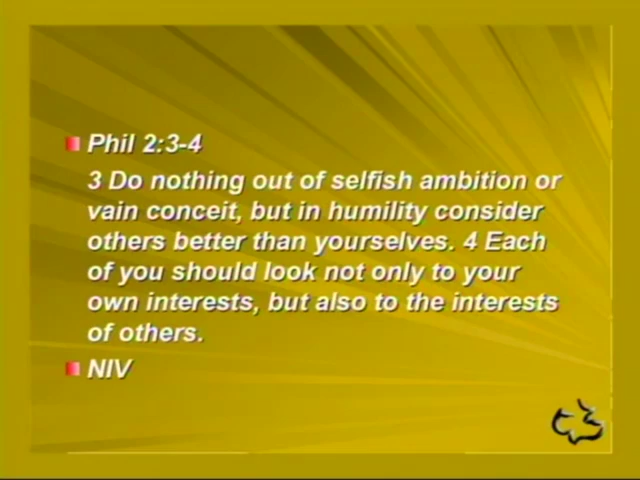 Phil 2:3-4
3 Do nothing out of selfish ambition or
vain conceit, but in humility consider
others better than yourselves. 4 Each
of you should look not only to your
own interests, but also to the interests
of others.
NIV